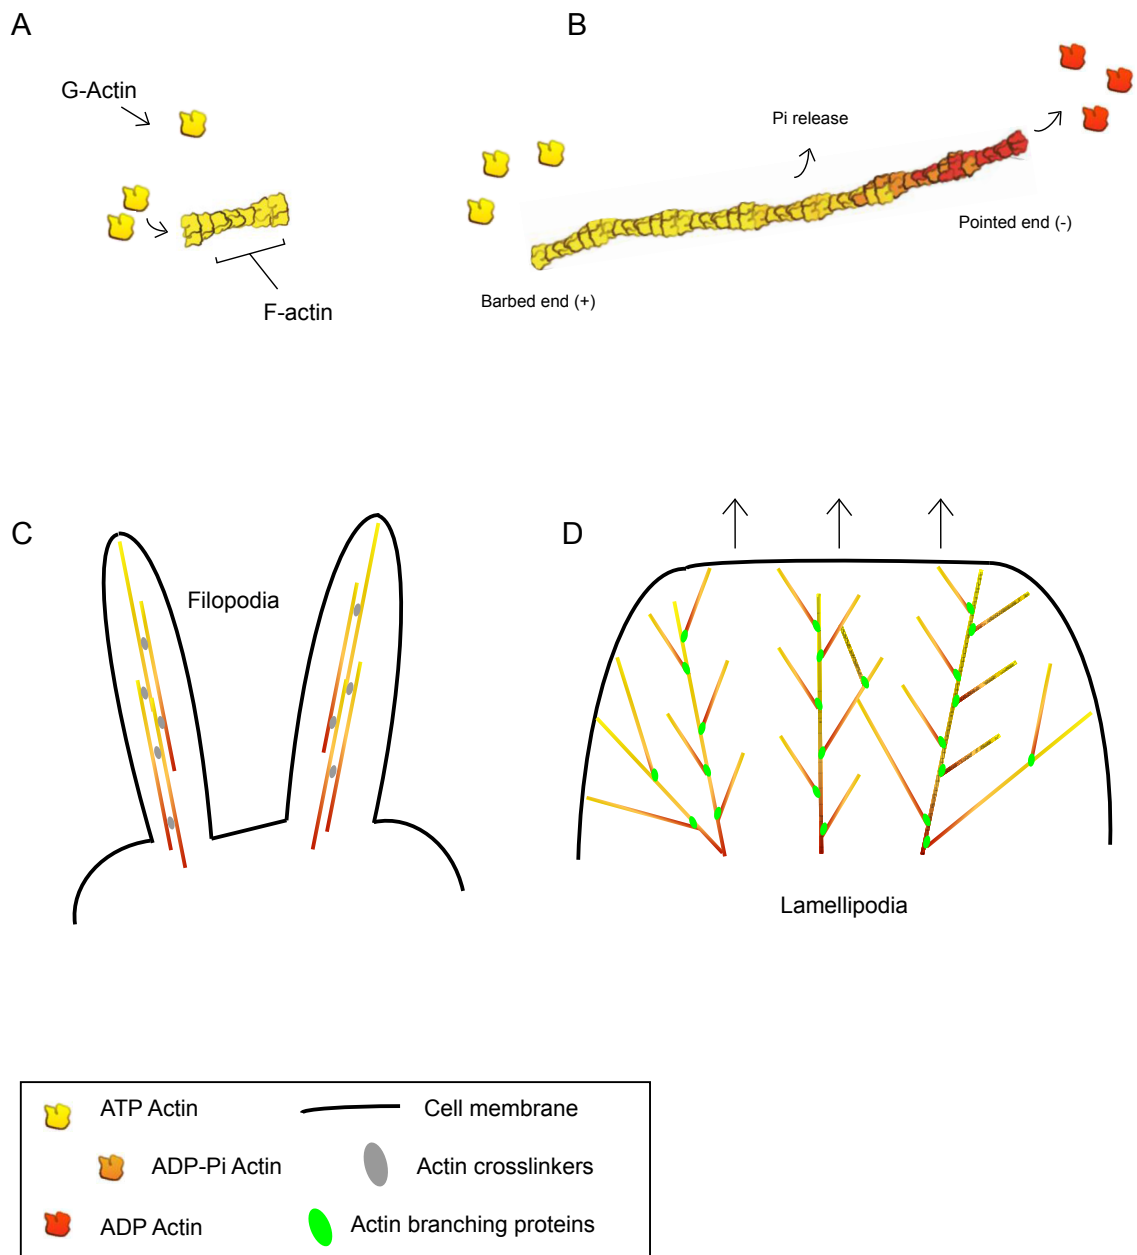 A
B
G-Actin
Pi release
Pointed end (-)
Barbed end (+)
F-actin
C
D
Filopodia
Lamellipodia
ATP Actin
Cell membrane
ADP-Pi Actin
Actin crosslinkers
ADP Actin
Actin branching proteins